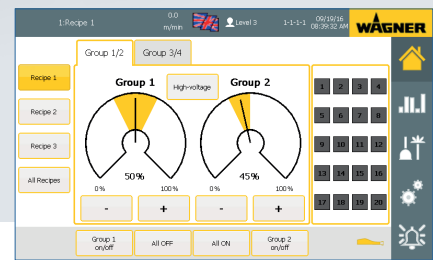 1:Recipe 1
0.0
m/min
Level 3
1-1-1-1
09/19/16
08:39:32 AM
WAGNER
Group 1/2
Group 3/4
Recipe 1
Recipe 2
Recipe 3
All Recipes
Group 1
High-voltage
Group 2
50%
0%
100%
45%
0%
100%
-
+
-
+
1 2 3 4
5 6 7 8
9 10 11 12
13 14 15 16
17 18 19 20
Group 1
on/off
All OFF
All ON
Group 2
on/off